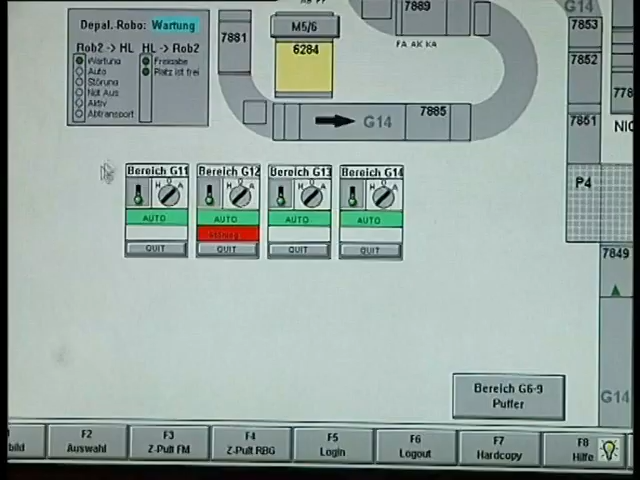 Depal. Robo: Wartung
Rob2 -> HL
HL -> Rob2
Wartung
Auto
Störung
Not Aus
Aktiv
Abtransport
Freigabe
Platz ist frei
7881
M5/6
6284
7889
FA AK KA
G14
7885
G14
7853
7852
7851
P4
7849
G14
Bereich G11
H O A
AUTO
QUIT
Bereich G12
H O A
AUTO
QUIT
Bereich G13
H O A
AUTO
QUIT
Bereich G14
H O A
AUTO
QUIT
Bereich G6-9
Puffer
F2
Auswahl
F3
Z-Pult FM
F4
Z-Pult RBG
F5
Login
F6
Logout
F7
Hardcopy
F8
Hilfe